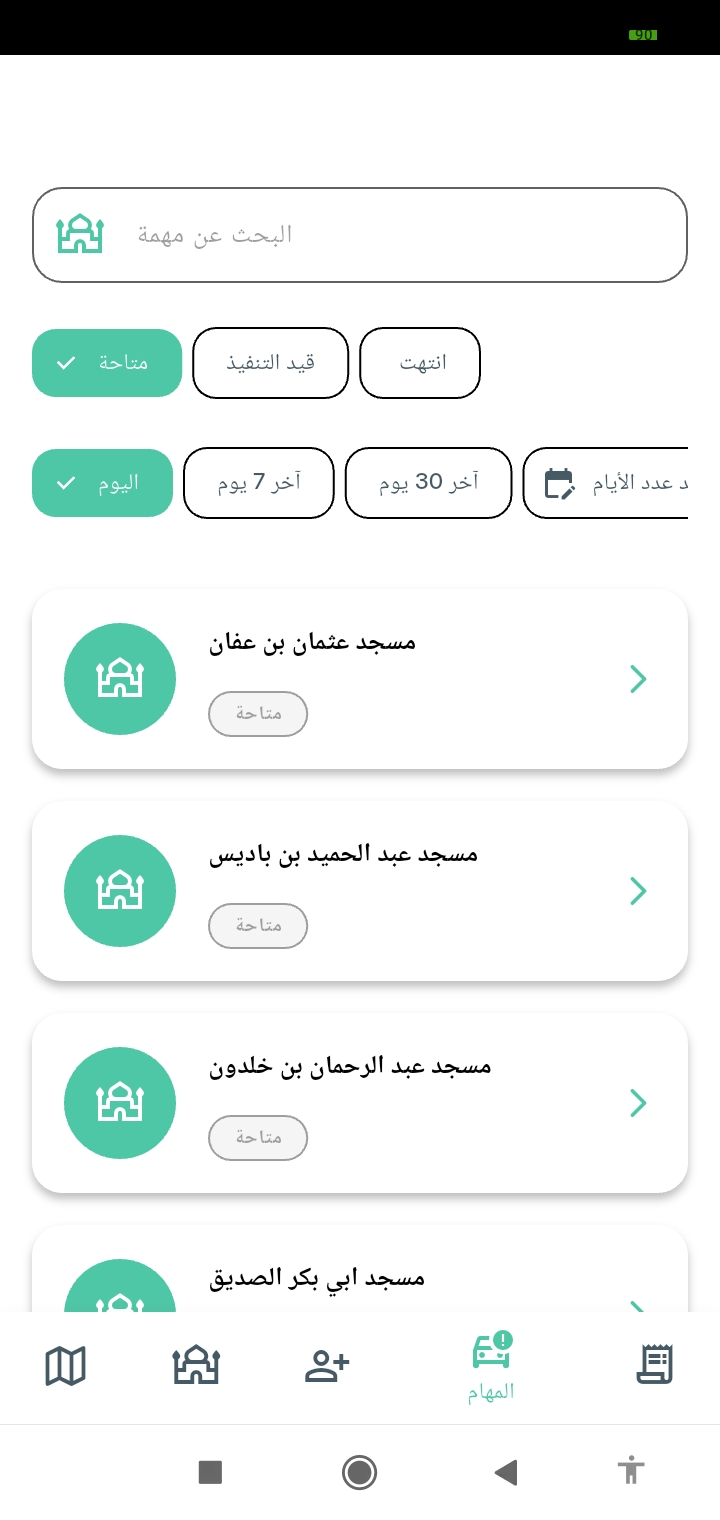 90
البحث عن مهمة
متاحة
قيد التنفيذ
انتهت
اليوم
آخر 7 يوم
آخر 30 يوم
د عدد الأيام
مسجد عثمان بن عفان
متاحة
مسجد عبد الحميد بن باديس
متاحة
مسجد عبد الرحمان بن خلدون
متاحة
مسجد ابي بكر الصديق
المهام